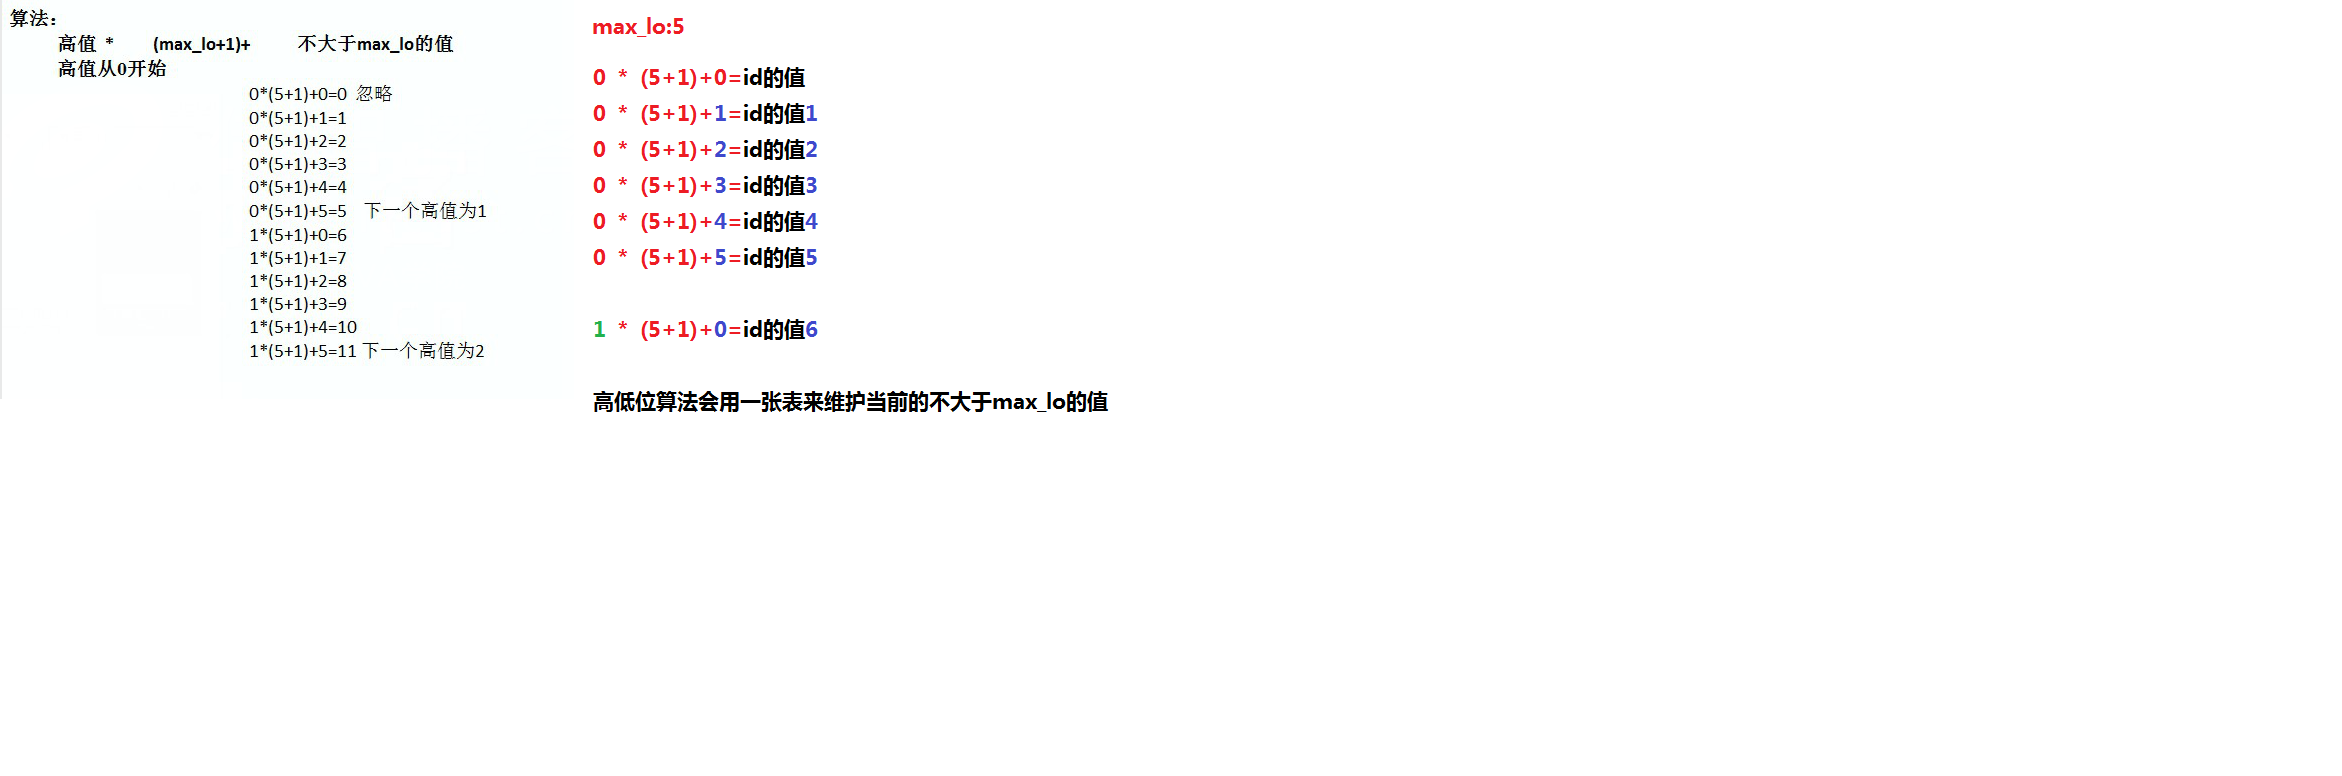 算法：
高值 * (max_lo+1)+ 不大于max_lo的值
高值从0开始
0*(5+1)+0=0 忽略
0*(5+1)+1=1
0*(5+1)+2=2
0*(5+1)+3=3
0*(5+1)+4=4
0*(5+1)+5=5 下一个高值为1
1*(5+1)+0=6
1*(5+1)+1=7
1*(5+1)+2=8
1*(5+1)+3=9
1*(5+1)+4=10
1*(5+1)+5=11 下一个高值为2
max_lo:5
0 * (5+1)+0=id的值
0 * (5+1)+1=id的值1
0 * (5+1)+2=id的值2
0 * (5+1)+3=id的值3
0 * (5+1)+4=id的值4
0 * (5+1)+5=id的值5
1 * (5+1)+0=id的值6
高低位算法会用一张表来维护当前的不大于max_lo的值